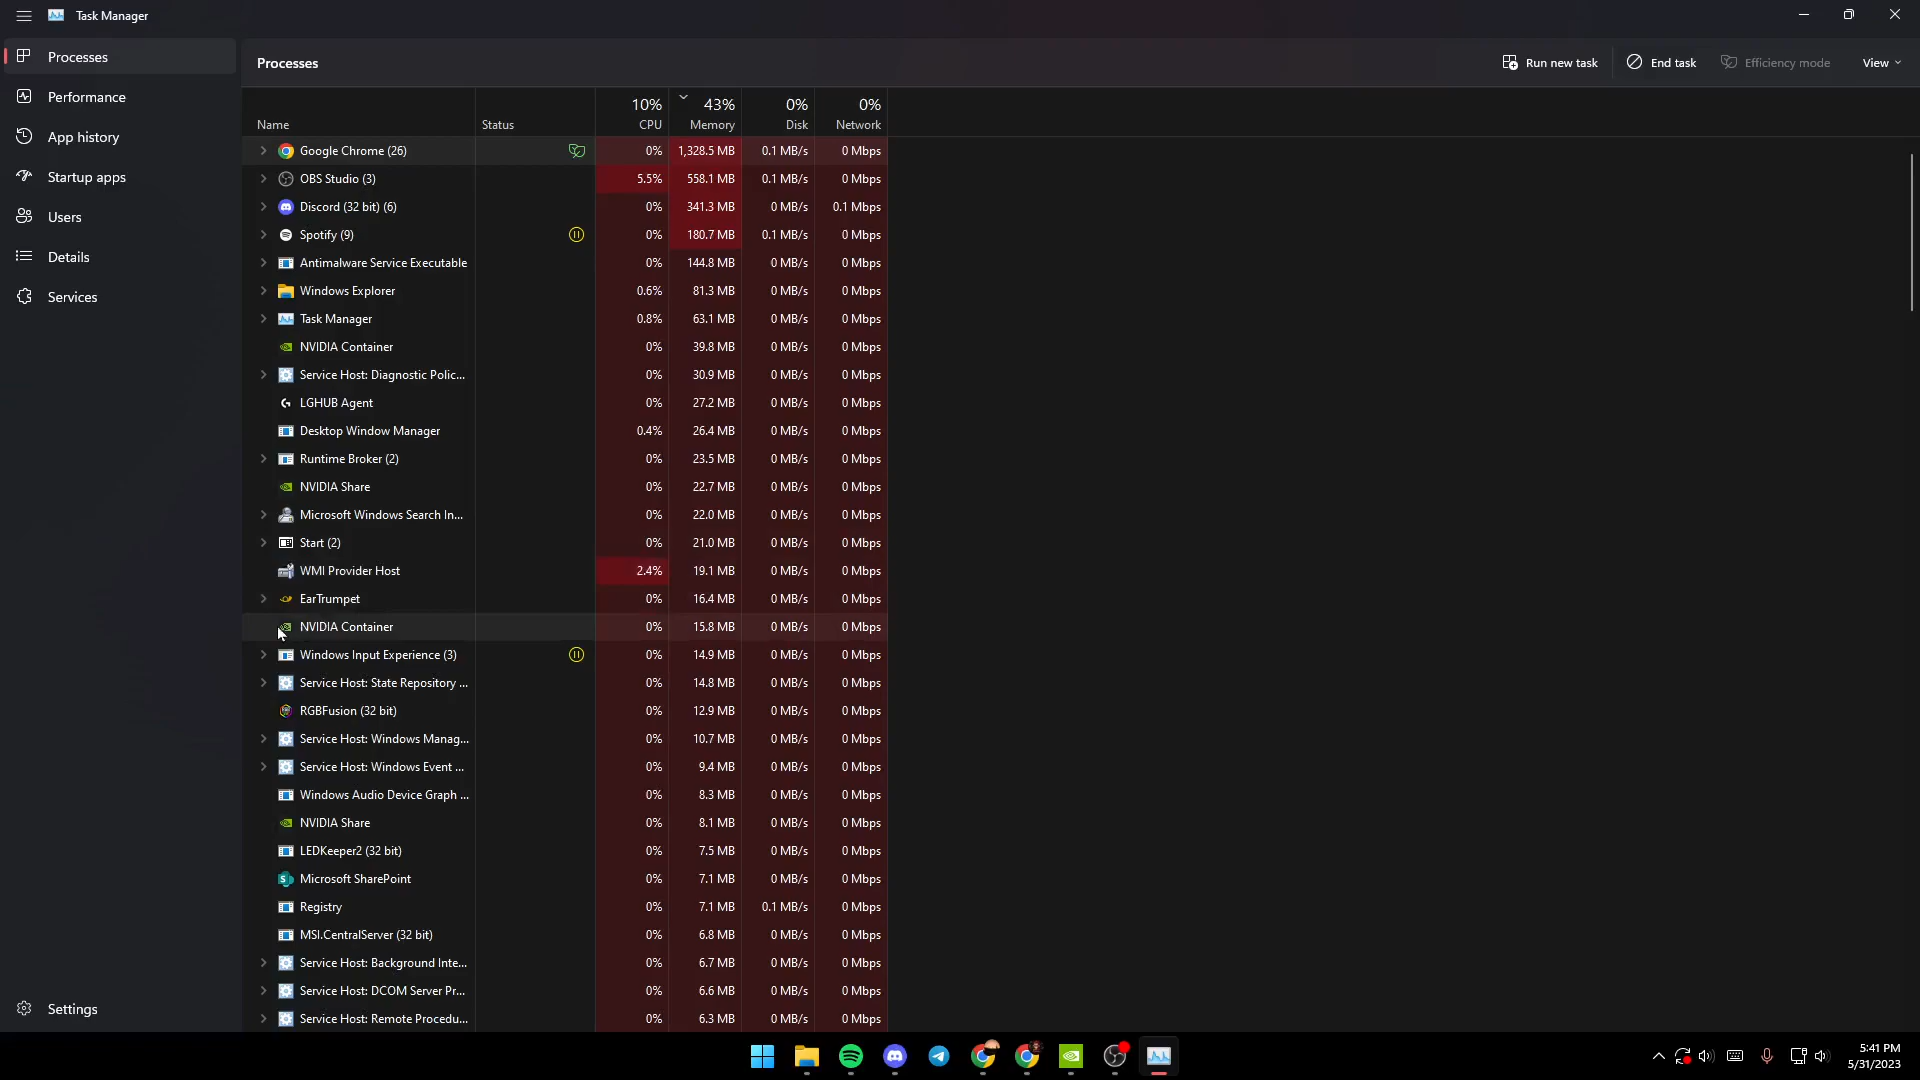 Task Manager
Processes
Performance
App history
Startup apps
Users
Details
Services
Settings
Processes
Run new task End task Efficiency mode View
10% 43% 0% 0%
Name Status CPU Memory Disk Network
Google Chrome (26) 0% 1,328.5 MB 0.1 MB/s 0 Mbps
OBS Studio (3) 5.5% 558.1 MB 0.1 MB/s 0 Mbps
Discord (32 bit) (6) 0% 341.3 MB 0 MB/s 0.1 Mbps
Spotify (9) 0% 180.7 MB 0.1 MB/s 0 Mbps
Antimalware Service Executable 0% 144.8 MB 0 MB/s 0 Mbps
Windows Explorer 0.6% 81.3 MB 0 MB/s 0 Mbps
Task Manager 0.8% 63.1 MB 0 MB/s 0 Mbps
NVIDIA Container 0% 39.8 MB 0 MB/s 0 Mbps
Service Host: Diagnostic Polic... 0% 30.9 MB 0 MB/s 0 Mbps
LGHUB Agent 0% 27.2 MB 0 MB/s 0 Mbps
Desktop Window Manager 0.4% 26.4 MB 0 MB/s 0 Mbps
Runtime Broker (2) 0% 23.5 MB 0 MB/s 0 Mbps
NVIDIA Share 0% 22.7 MB 0 MB/s 0 Mbps
Microsoft Windows Search In... 0% 22.0 MB 0 MB/s 0 Mbps
Start (2) 0% 21.0 MB 0 MB/s 0 Mbps
WMI Provider Host 2.4% 19.1 MB 0 MB/s 0 Mbps
EarTrumpet 0% 16.4 MB 0 MB/s 0 Mbps
NVIDIA Container 0% 15.8 MB 0 MB/s 0 Mbps
Windows Input Experience (3) 0% 14.9 MB 0 MB/s 0 Mbps
Service Host: State Repository ... 0% 14.8 MB 0 MB/s 0 Mbps
RGBFusion (32 bit) 0% 12.9 MB 0 MB/s 0 Mbps
Service Host: Windows Manag... 0% 10.7 MB 0 MB/s 0 Mbps
Service Host: Windows Event ... 0% 9.4 MB 0 MB/s 0 Mbps
Windows Audio Device Graph ... 0% 8.3 MB 0 MB/s 0 Mbps
NVIDIA Share 0% 8.1 MB 0 MB/s 0 Mbps
LEDKeeper2 (32 bit) 0% 7.5 MB 0 MB/s 0 Mbps
Microsoft SharePoint 0% 7.1 MB 0 MB/s 0 Mbps
Registry 0% 7.1 MB 0.1 MB/s 0 Mbps
MSI.CentralServer (32 bit) 0% 6.8 MB 0 MB/s 0 Mbps
Service Host: Background Inte... 0% 6.7 MB 0 MB/s 0 Mbps
Service Host: DCOM Server Pr... 0% 6.6 MB 0 MB/s 0 Mbps
Service Host: Remote Procedu... 0% 6.3 MB 0 MB/s 0 Mbps
5:41 PM
5/31/2023